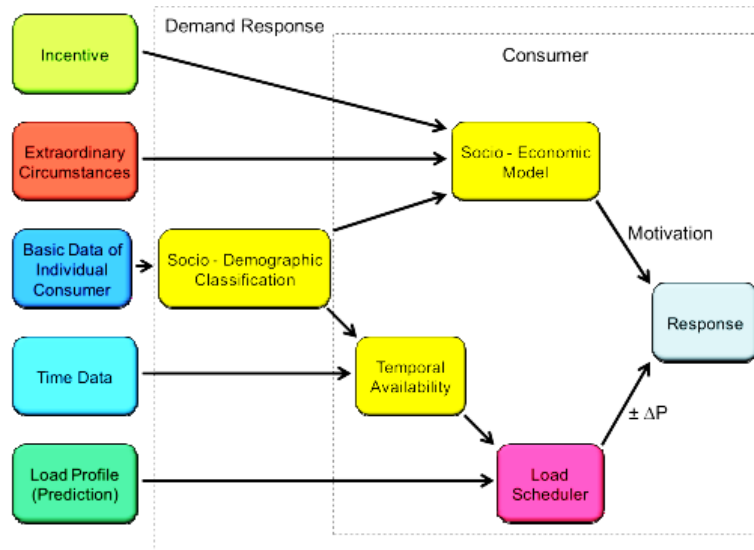 Demand Response
Incentive
Consumer
Extraordinary
Circumstances
Socio - Economic
Model
Basic Data of
Individual
Consumer
Socio - Demographic
Classification
Motivation
Response
Time Data
Temporal
Availability
± ΔP
Load Profile
(Prediction)
Load
Scheduler